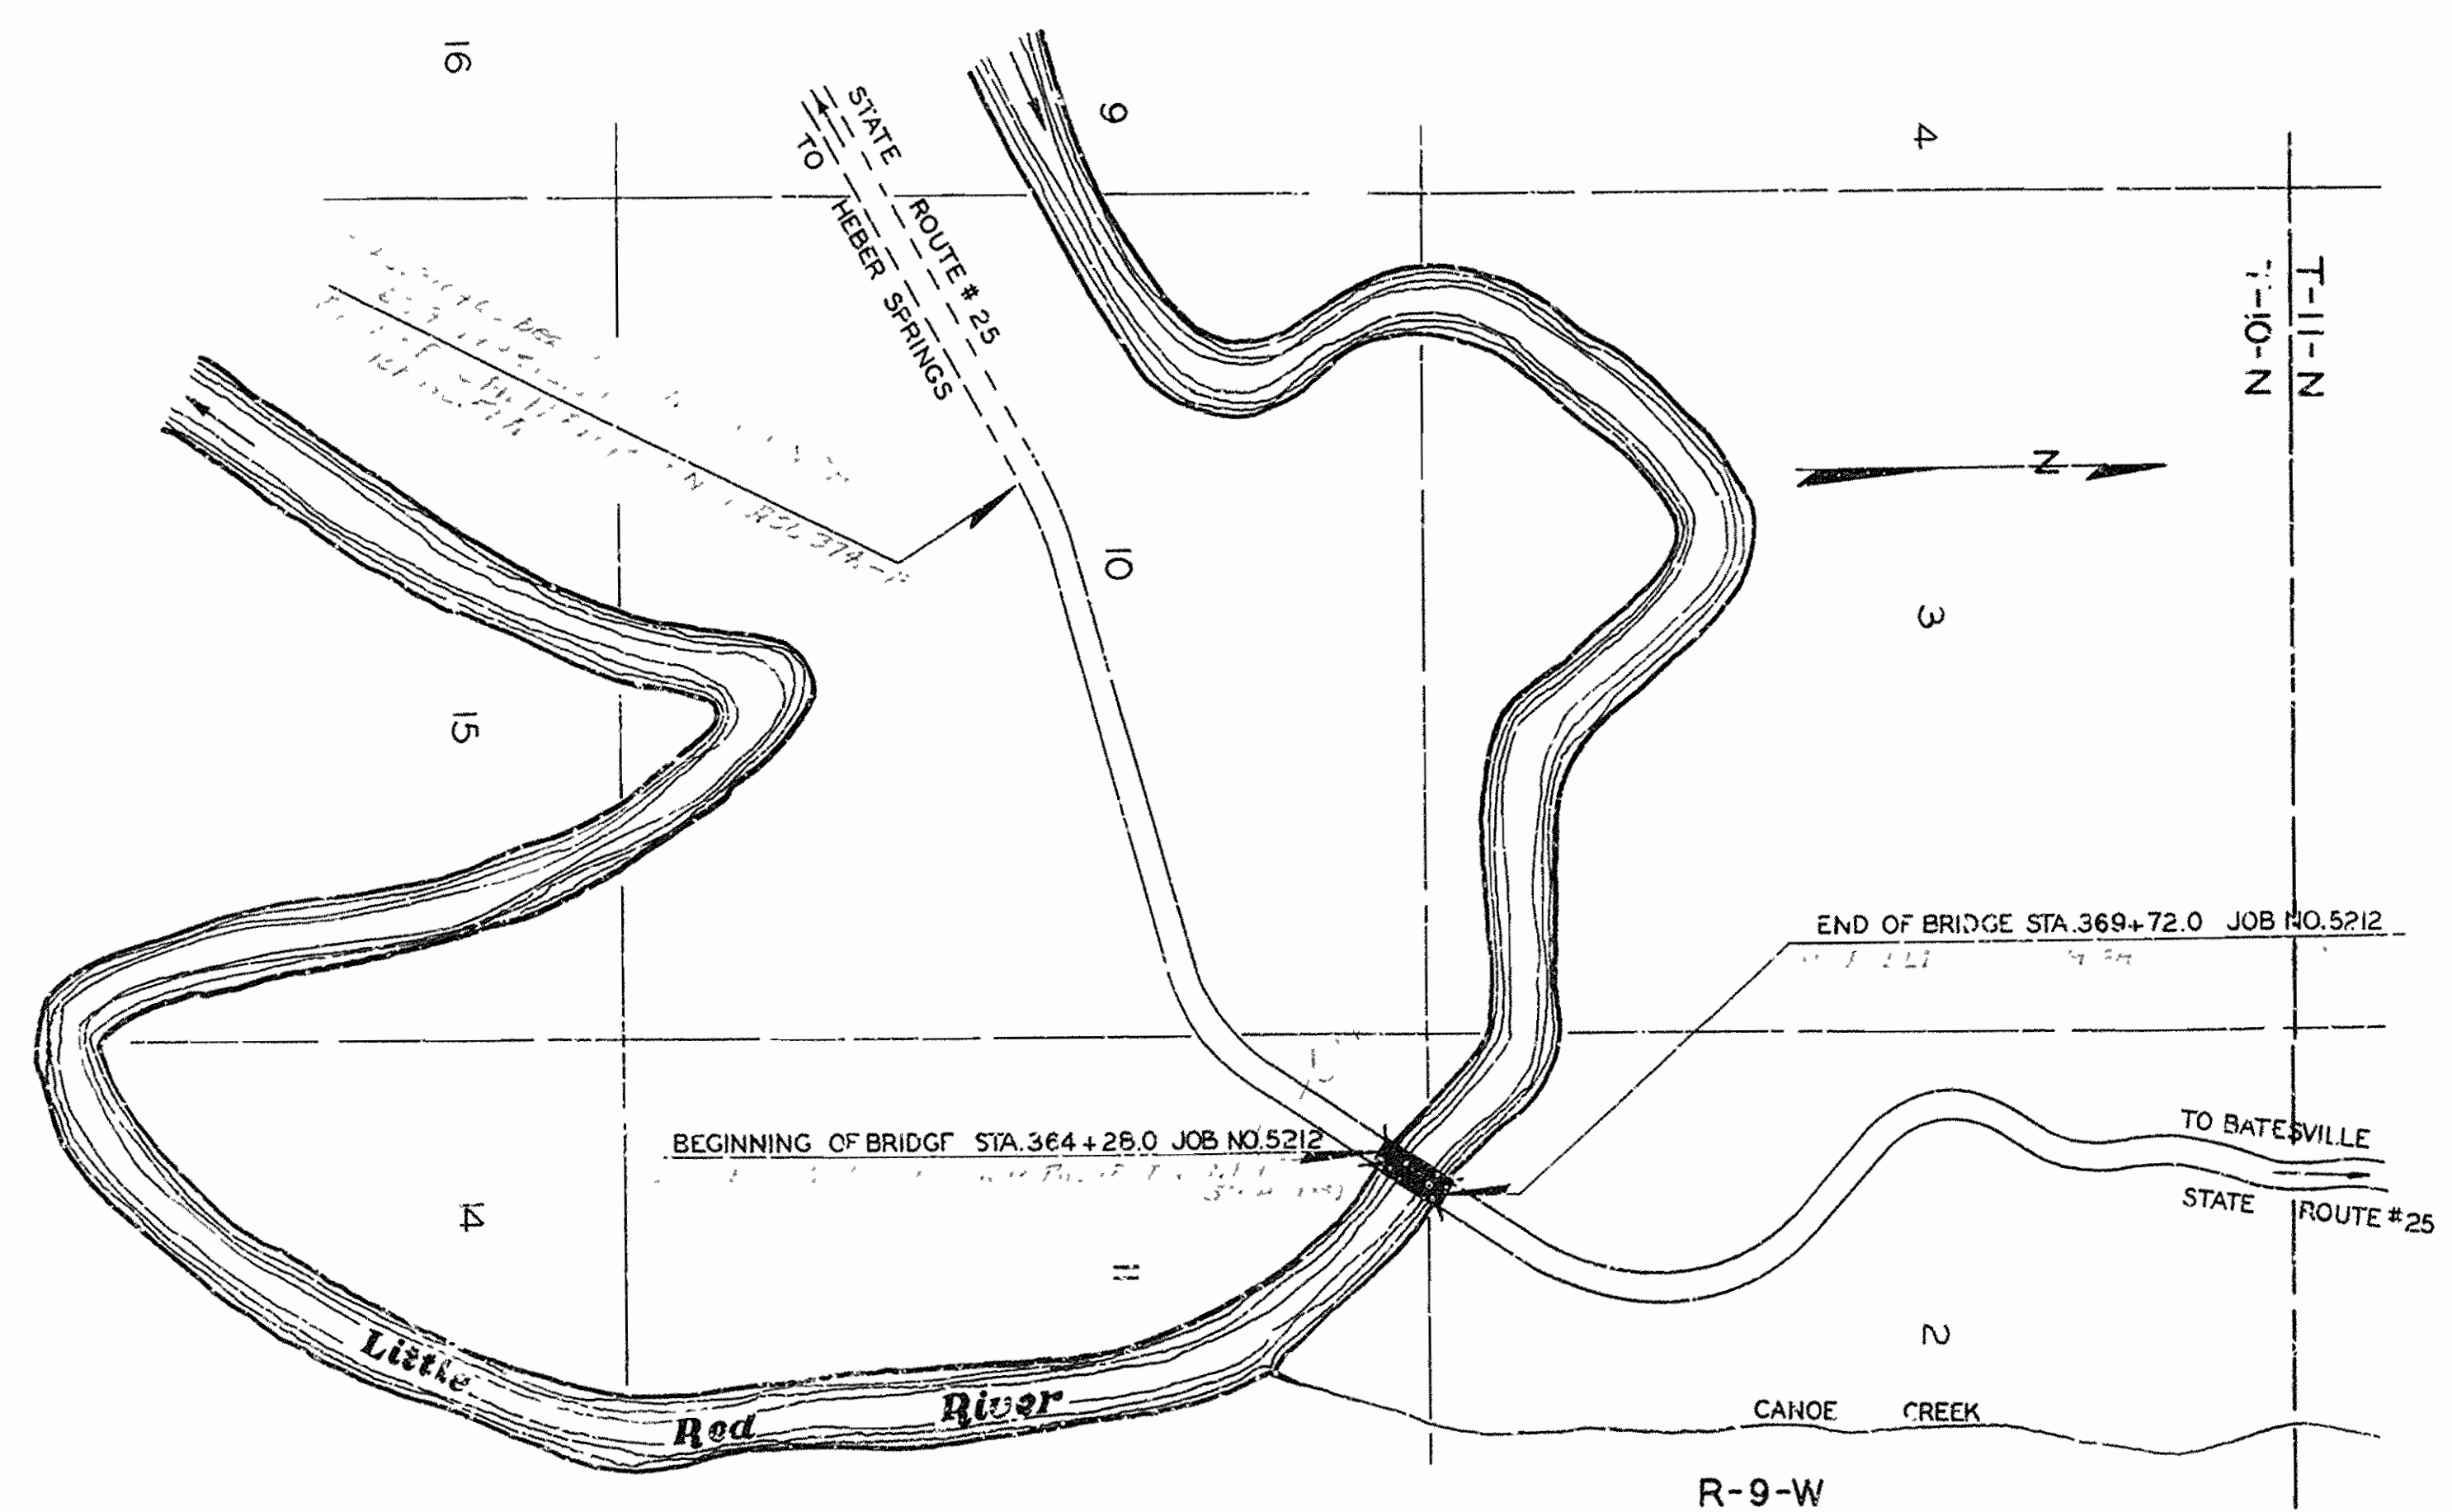 16
9
4
STATE ROUTE # 25
TO HEBER SPRINGS
T-11-N
T-10-N
N
10
3
15
END OF BRIDGE STA.369+72.0 JOB NO.5212
BEGINNING OF BRIDGE STA.364+28.0 JOB NO.5212
TO BATESVILLE
STATE ROUTE #25
14
11
2
Little Red River
CANOE CREEK
R-9-W